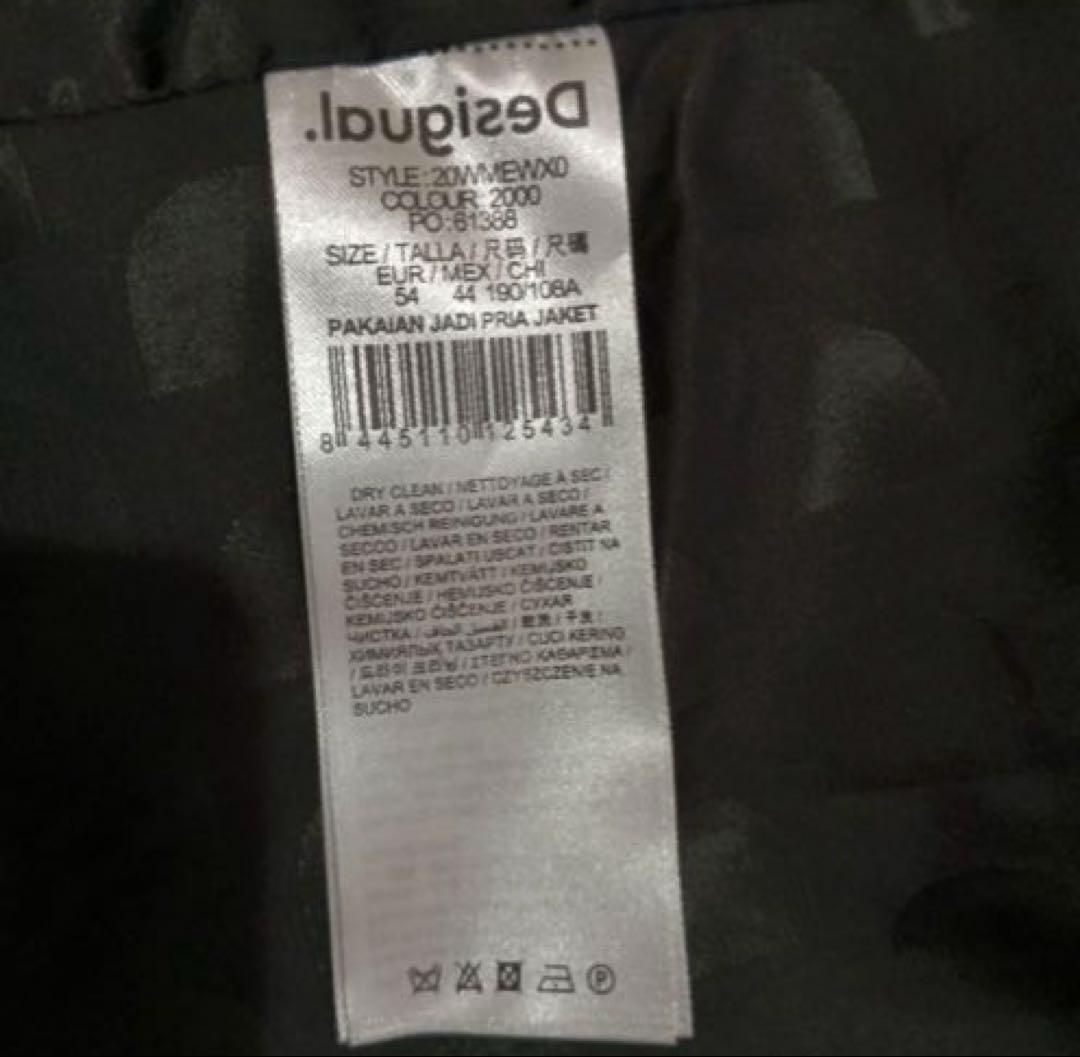 Desigual.
STYLE:20WMEWX0
COLOUR:2000
PO:61388
SIZE / TALLA / 尺码 / 尺碼
EUR / MEX / CHI
54 44 190/108A
PAKAIAN JADI PRIA JAKET
8 445110 125434
DRY CLEAN / NETTOYAGE À SEC /
LAVAR A SECO / LAVAR A SECO /
CHEMISCH REINIGUNG / LAVARE A
SECCO / LAVAR EN SECO / RENTAR
EN SEC / SPALATI USCAT / ČISTIT NA
SUCHO / KEMTVÄTT / KEMIJSKO
ČIŠČENJE / HEMIJSKO ČIŠĆENJE /
KEMIJSKO ČIŠĆENJE / СУХАЯ
ЧИСТКА / الغسيل الجاف / 乾洗 / 干洗 /
ХИМИЯЛЫҚ ТАЗАРТУ / CUCI KERING
/ 드라이 크리닝 / ΣΤΕΓΝΟ ΚΑΘΑΡΙΣΜΑ /
LAVAR EN SECO / CZYSZCZENIE NA
SUCHO
P